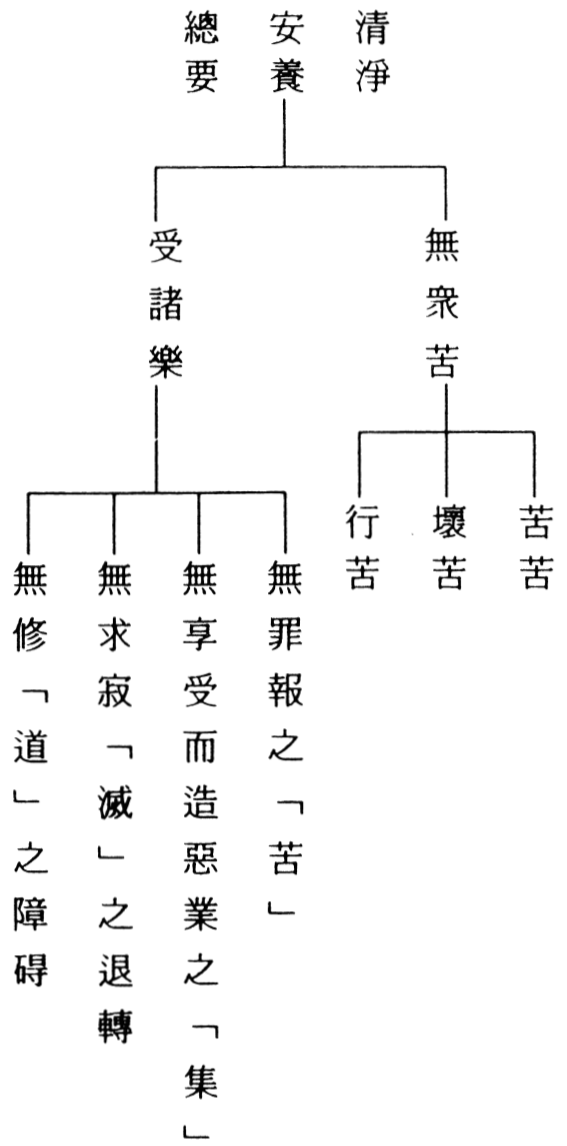 清淨
安養
總要
無衆苦
苦苦
壞苦
行苦
受諸樂
無罪報之「苦」
無享受而造惡業之「集」
無求寂「滅」之退轉
無修「道」之障碍